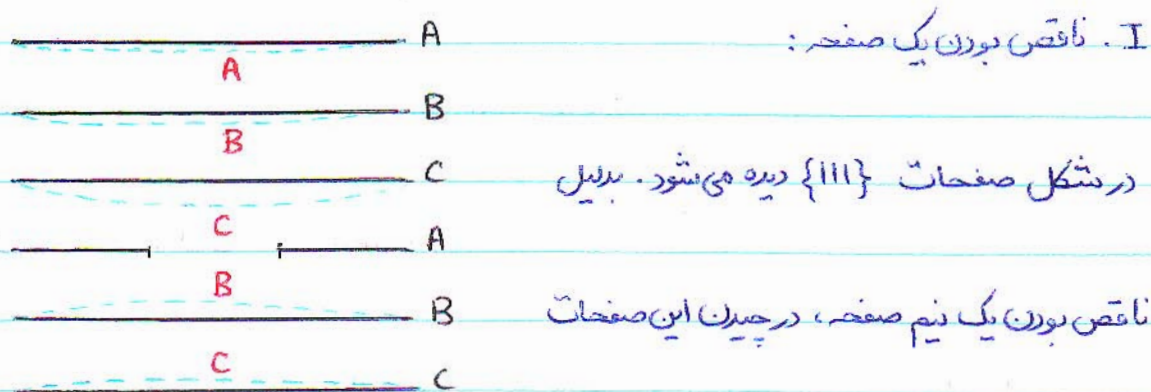 I. ناقص بودن یک صفحه :
در شکل صفحات {111} دیده می‌شود. بدلیل
ناقص بودن یک نیم صفحه، در چیدن این صفحات
A
A
B
B
C
C
A
B
B
C
C